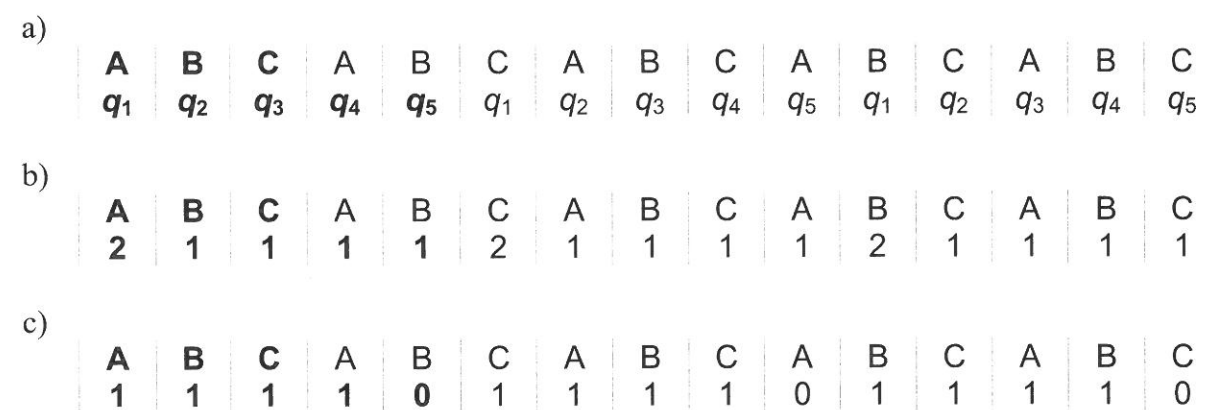 a)
A B C A B C A B C A B C A B C
q₁ q₂ q₃ q₄ q₅ q₁ q₂ q₃ q₄ q₅ q₁ q₂ q₃ q₄ q₅
b)
A B C A B C A B C A B C A B C
2 1 1 1 1 2 1 1 1 1 2 1 1 1 1
c)
A B C A B C A B C A B C A B C
1 1 1 1 0 1 1 1 1 0 1 1 1 1 0